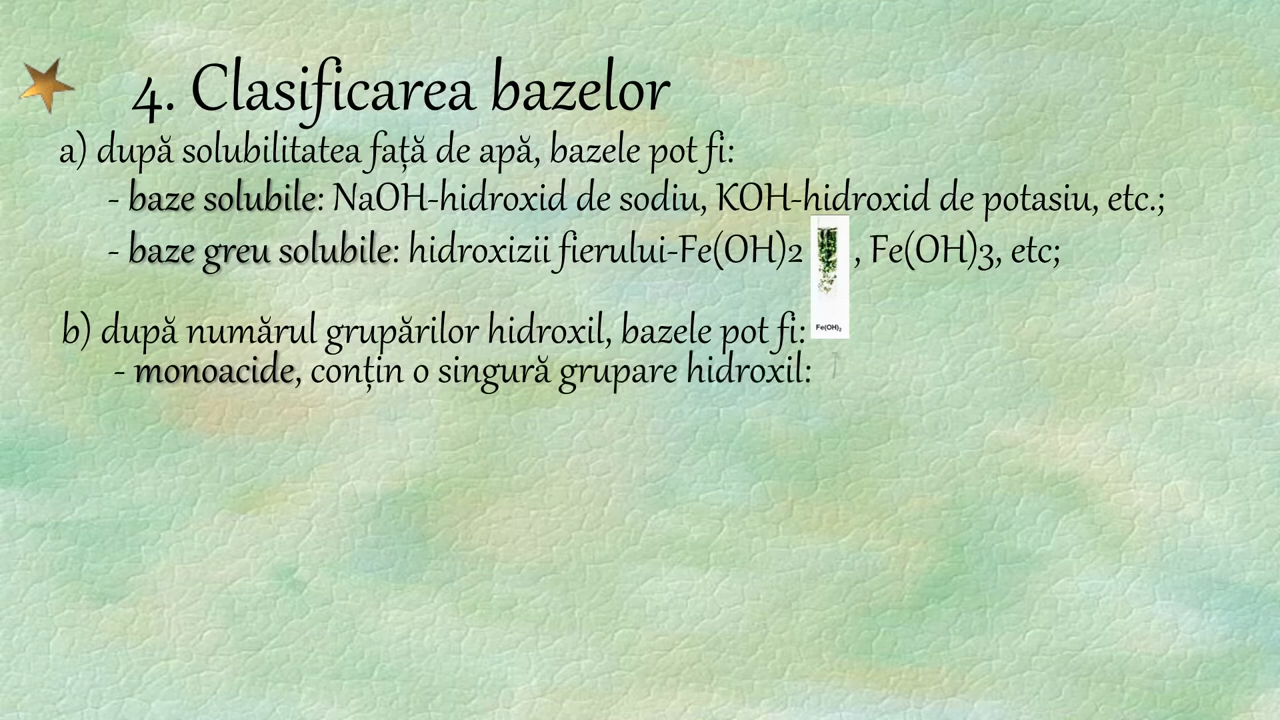 4. Clasificarea bazelor
a) după solubilitatea față de apă, bazele pot fi:
- baze solubile: NaOH-hidroxid de sodiu, KOH-hidroxid de potasiu, etc.;
- baze greu solubile: hidroxizii fierului-Fe(OH)2 , Fe(OH)3, etc;
Fe(OH)₂
b) după numărul grupărilor hidroxil, bazele pot fi:
- monoacide, conțin o singură grupare hidroxil: